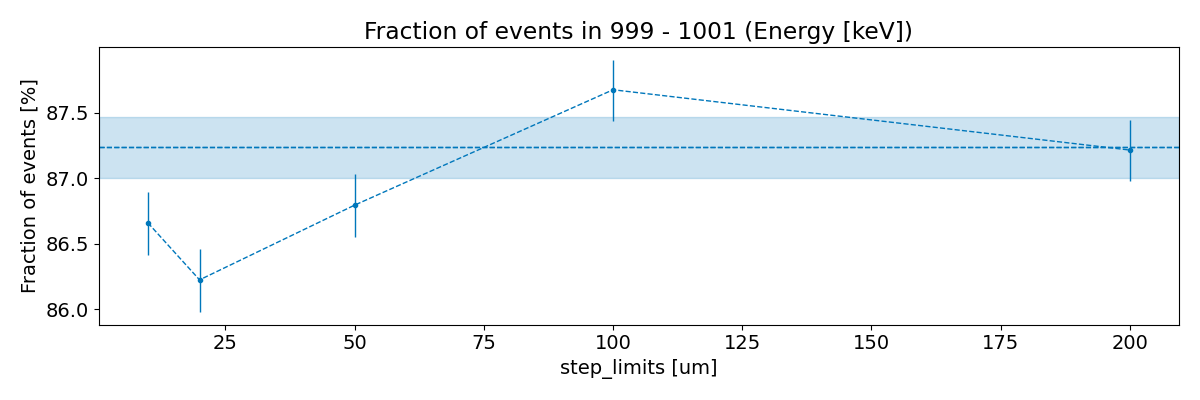 Fraction of events in 999 - 1001 (Energy [keV])
Fraction of events [%]
87.5
87.0
86.5
86.0
25 50 75 100 125 150 175 200
step_limits [um]